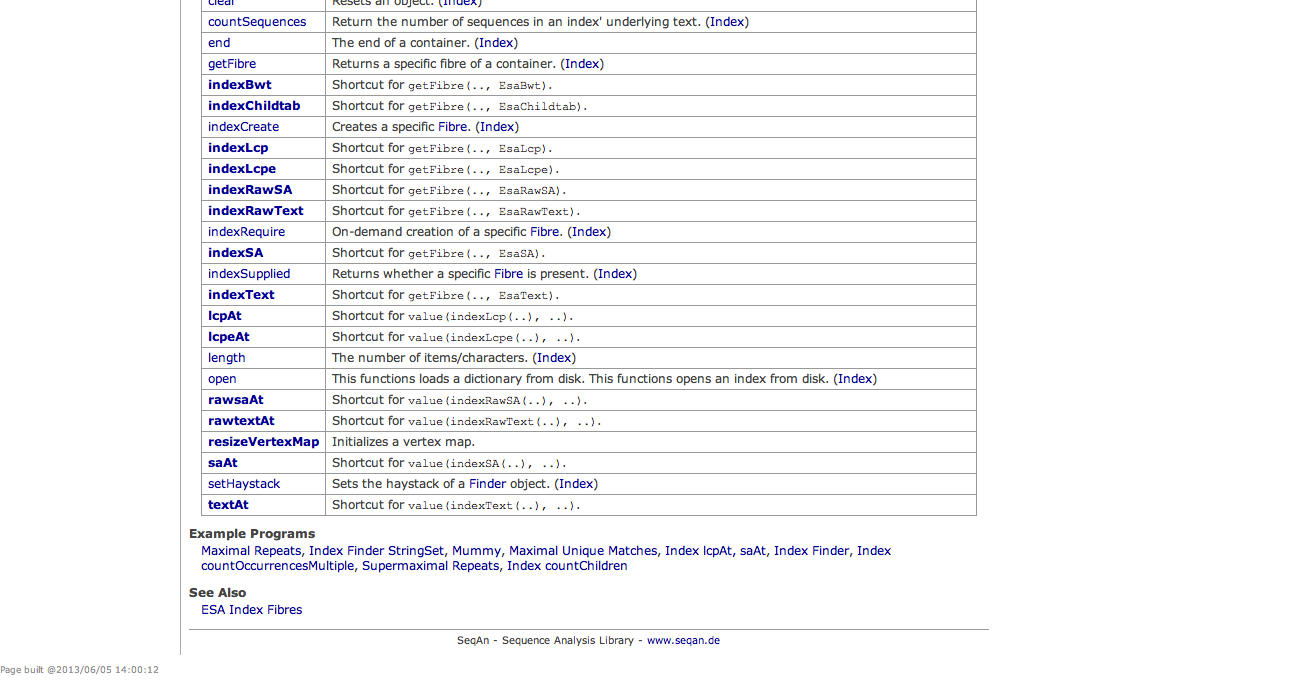 clear Resets an object. (Index)
countSequences Return the number of sequences in an index' underlying text. (Index)
end The end of a container. (Index)
getFibre Returns a specific fibre of a container. (Index)
indexBwt Shortcut for getFibre(.., EsaBwt).
indexChildtab Shortcut for getFibre(.., EsaChildtab).
indexCreate Creates a specific Fibre. (Index)
indexLcp Shortcut for getFibre(.., EsaLcp).
indexLcpe Shortcut for getFibre(.., EsaLcpe).
indexRawSA Shortcut for getFibre(.., EsaRawSA).
indexRawText Shortcut for getFibre(.., EsaRawText).
indexRequire On-demand creation of a specific Fibre. (Index)
indexSA Shortcut for getFibre(.., EsaSA).
indexSupplied Returns whether a specific Fibre is present. (Index)
indexText Shortcut for getFibre(.., EsaText).
lcpAt Shortcut for value(indexLcp(..), ..).
lcpeAt Shortcut for value(indexLcpe(..), ..).
length The number of items/characters. (Index)
open This functions loads a dictionary from disk. This functions opens an index from disk. (Index)
rawsaAt Shortcut for value(indexRawSA(..), ..).
rawtextAt Shortcut for value(indexRawText(..), ..).
resizeVertexMap Initializes a vertex map.
saAt Shortcut for value(indexSA(..), ..).
setHaystack Sets the haystack of a Finder object. (Index)
textAt Shortcut for value(indexText(..), ..).
Example Programs
Maximal Repeats, Index Finder StringSet, Mummy, Maximal Unique Matches, Index lcpAt, saAt, Index Finder, Index
countOccurrencesMultiple, Supermaximal Repeats, Index countChildren
See Also
ESA Index Fibres
SeqAn - Sequence Analysis Library - www.seqan.de
Page built @2013/06/05 14:00:12